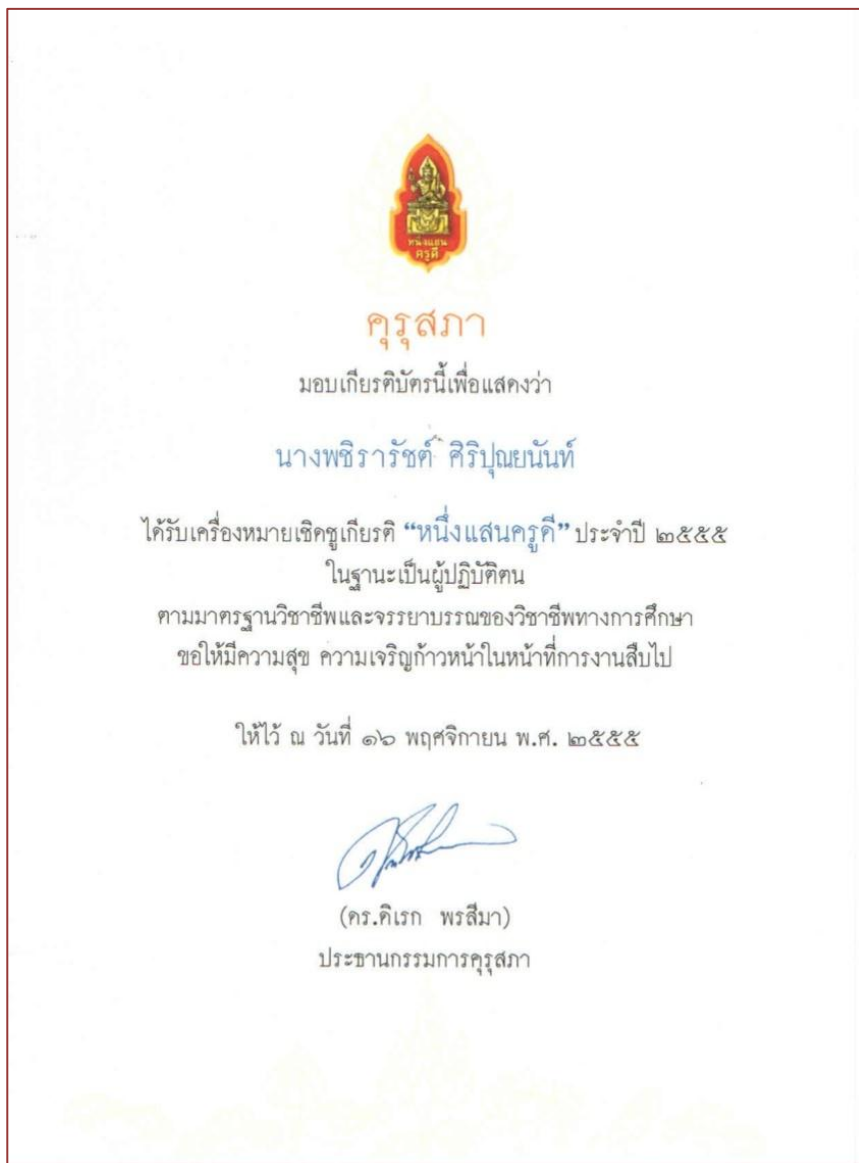 หนึ่งแสน
ครูดี
คุรุสภา
มอบเกียรติบัตรนี้เพื่อแสดงว่า
นางพชิรารัชต์ ศิริปุณยนันท์
ได้รับเครื่องหมายเชิดชูเกียรติ “หนึ่งแสนครูดี” ประจำปี ๒๕๕๕
ในฐานะเป็นผู้ปฏิบัติตน
ตามมาตรฐานวิชาชีพและจรรยาบรรณของวิชาชีพทางการศึกษา
ขอให้มีความสุข ความเจริญก้าวหน้าในหน้าที่การงานสืบไป
ให้ไว้ ณ วันที่ ๑๖ พฤศจิกายน พ.ศ. ๒๕๕๕
(ดร.ดิเรก พรสีมา)
ประธานกรรมการคุรุสภา